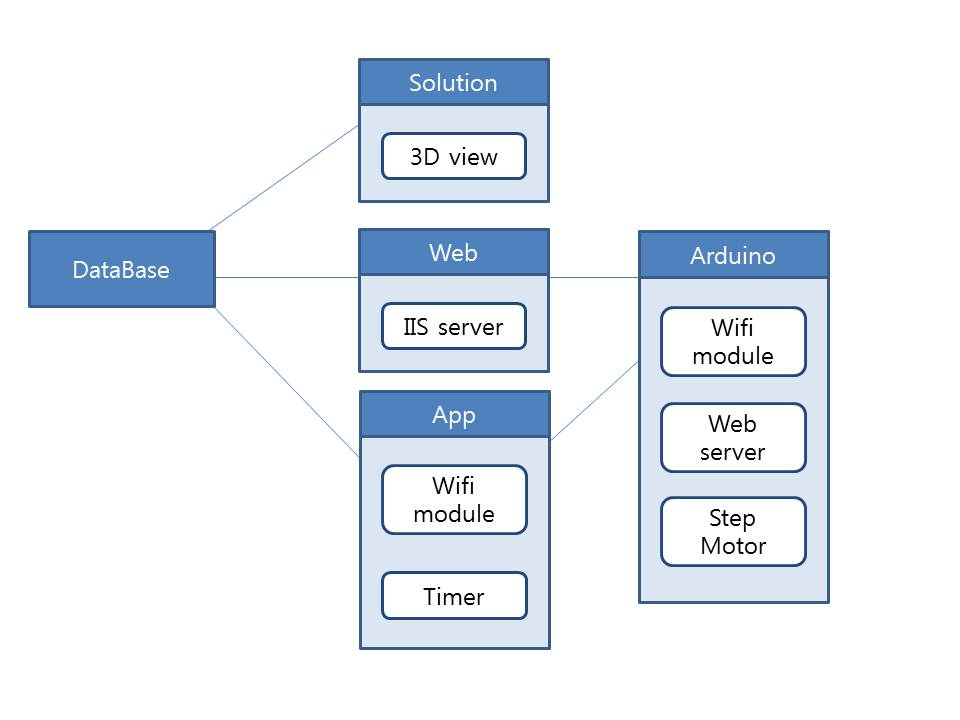 Solution
3D view
DataBase
Web
IIS server
App
Wifi
module
Timer
Arduino
Wifi
module
Web
server
Step
Motor